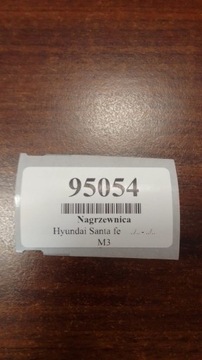 95054
Nagrzewnica
Hyundai Santa fe ./. - ./.
M3